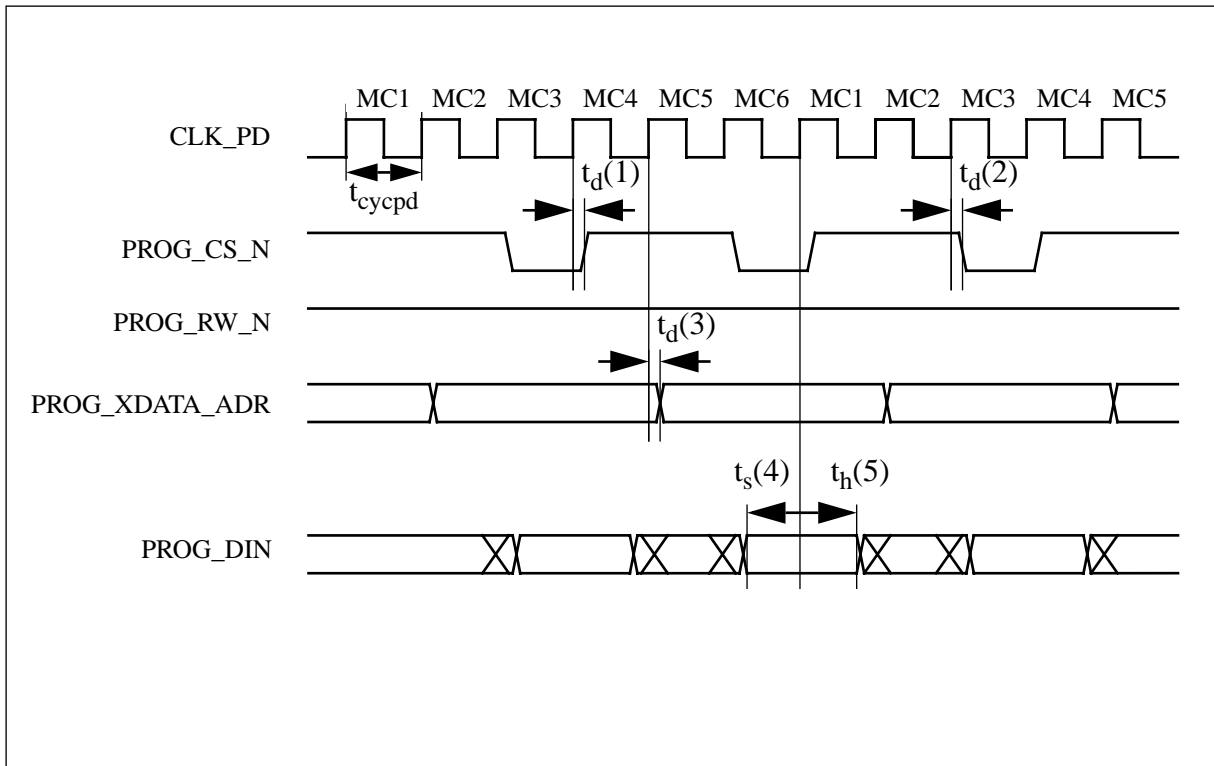 MC1 MC2 MC3 MC4 MC5 MC6 MC1 MC2 MC3 MC4 MC5
CLK_PD
td(1) td(2)
tcycpd
PROG_CS_N
PROG_RW_N
td(3)
PROG_XDATA_ADR
ts(4) th(5)
PROG_DIN